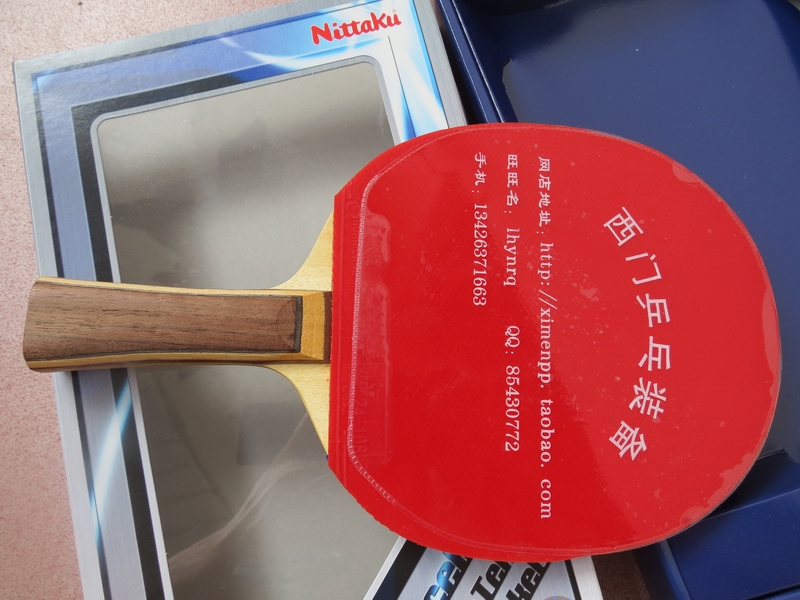 Nittaku
西门乒乓装备
网店地址: http://ximenpp.taobao.com
旺旺名: lhynrq QQ: 85430772
手机: 13426371663